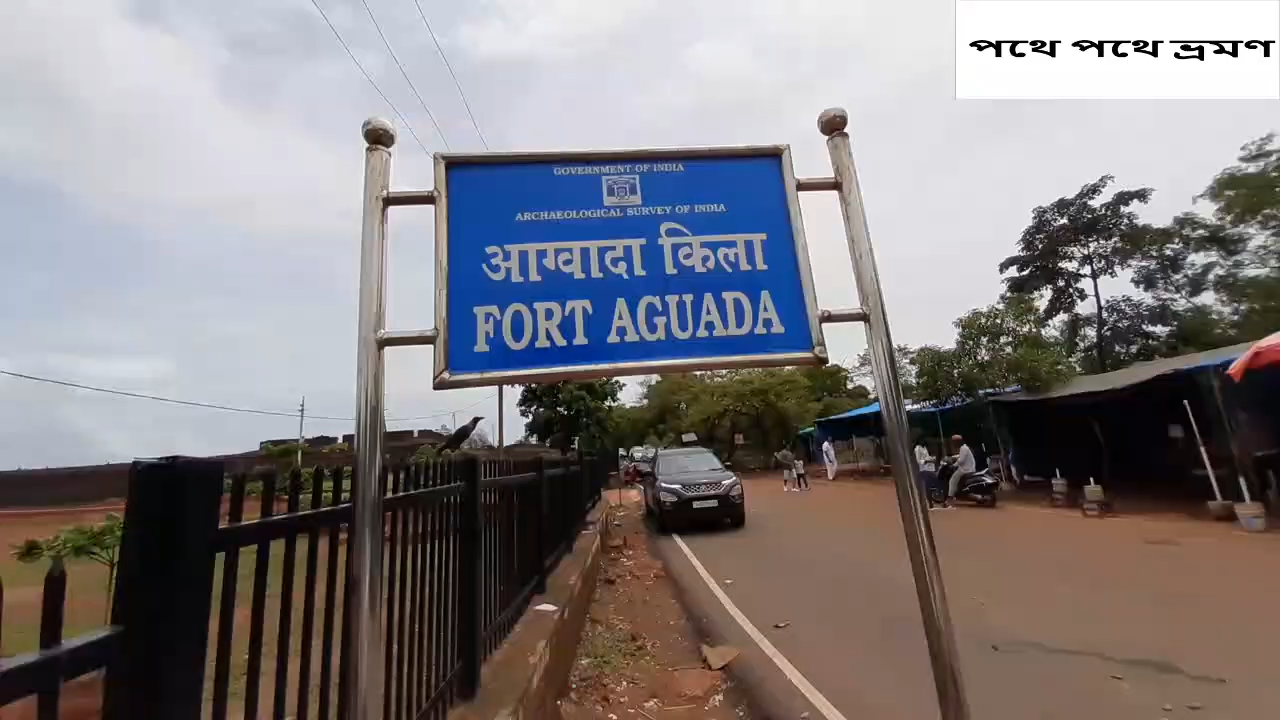 পথে পথে ভ্রমণ
GOVERNMENT OF INDIA
ARCHAEOLOGICAL SURVEY OF INDIA
आग्वादा किला
FORT AGUADA